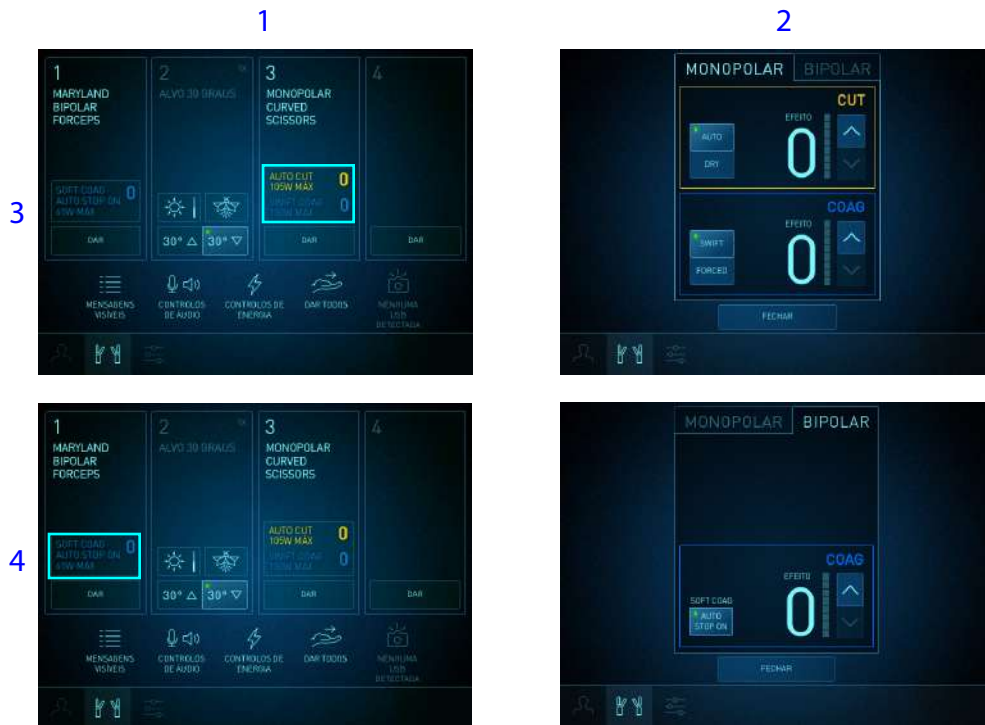 1
2
3
4
1
MARYLAND
BIPOLAR
FORCEPS
SOFT COAG
AUTO STOP ON
65W MÁX
0
DAR
2
ALVO 30 GRAUS
30°
30°
3
MONOPOLAR
CURVED
SCISSORS
AUTO CUT
105W MÁX
0
SWIFT COAG
0
DAR
4
DAR
MENSAGENS
VISÍVEIS
CONTROLOS
DE ÁUDIO
CONTROLOS DE
ENERGIA
DAR TODOS
NENHUMA
USB
DETECTADA
MONOPOLAR
BIPOLAR
CUT
EFEITO
AUTO
DRY
0
COAG
EFEITO
SWIFT
FORCED
0
FECHAR
1
MARYLAND
BIPOLAR
FORCEPS
SOFT COAG
AUTO STOP ON
65W MÁX
0
DAR
2
ALVO 30 GRAUS
30°
30°
3
MONOPOLAR
CURVED
SCISSORS
AUTO CUT
105W MÁX
0
SWIFT COAG
0
DAR
4
DAR
MENSAGENS
VISÍVEIS
CONTROLOS
DE ÁUDIO
CONTROLOS DE
ENERGIA
DAR TODOS
NENHUMA
USB
DETECTADA
MONOPOLAR
BIPOLAR
COAG
EFEITO
SOFT COAG
AUTO
STOP ON
0
FECHAR